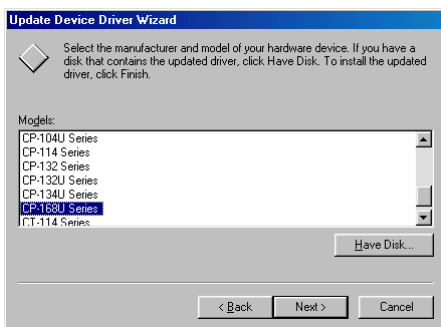 Update Device Driver Wizard
Select the manufacturer and model of your hardware device. If you have a
disk that contains the updated driver, click Have Disk. To install the updated
driver, click Finish.
Models:
CP-104U Series
CP-114 Series
CP-132 Series
CP-132U Series
CP-134U Series
CP-168U Series
CT-114 Series
Have Disk...
< Back
Next >
Cancel